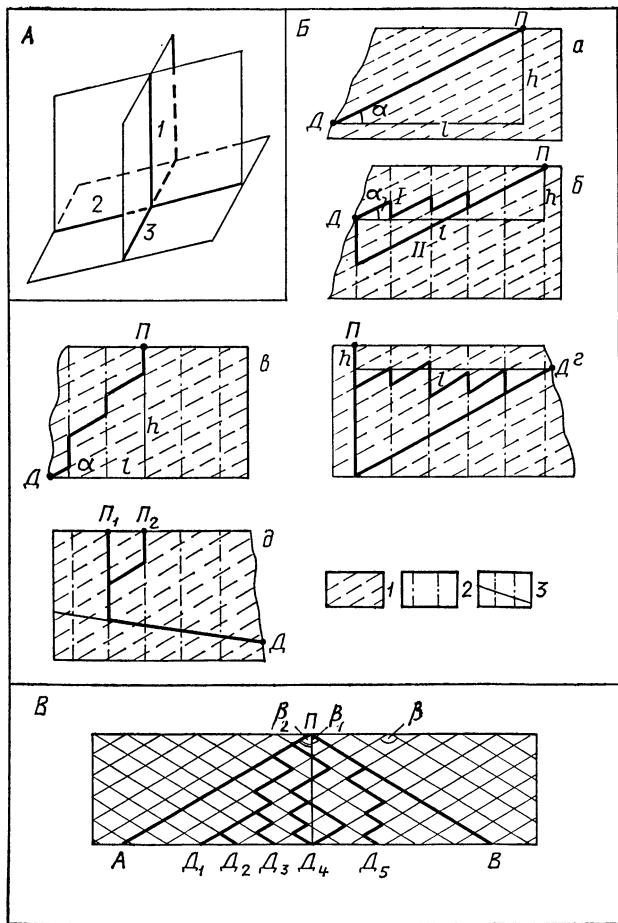 А
1
2
3
Б
П
а
h
Д
α
l
П
б
α
I
h
Д
l
II
П
в
h
Д
α
l
П
h
l
Д
г
П₁ П₂
д
Д
1
2
3
В
β₂ П β₁ β
А Д₁ Д₂ Д₃ Д₄ Д₅ В